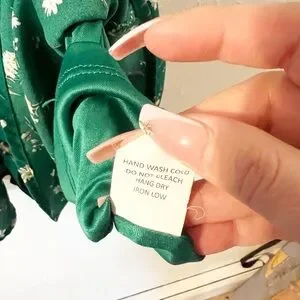 HAND WASH COLD
DO NOT BLEACH
HANG DRY
IRON LOW